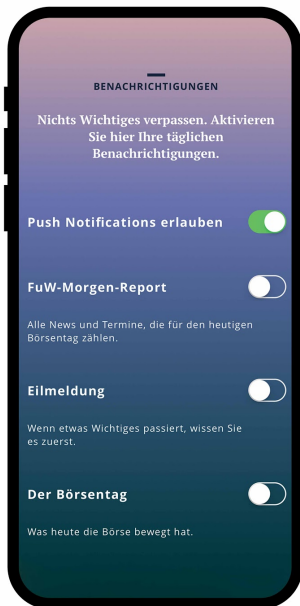 BENACHRICHTIGUNGEN
Nichts Wichtiges verpassen. Aktivieren
Sie hier Ihre täglichen
Benachrichtigungen.
Push Notifications erlauben
FuW-Morgen-Report
Alle News und Termine, die für den heutigen
Börsentag zählen.
Eilmeldung
Wenn etwas Wichtiges passiert, wissen Sie
es zuerst.
Der Börsentag
Was heute die Börse bewegt hat.